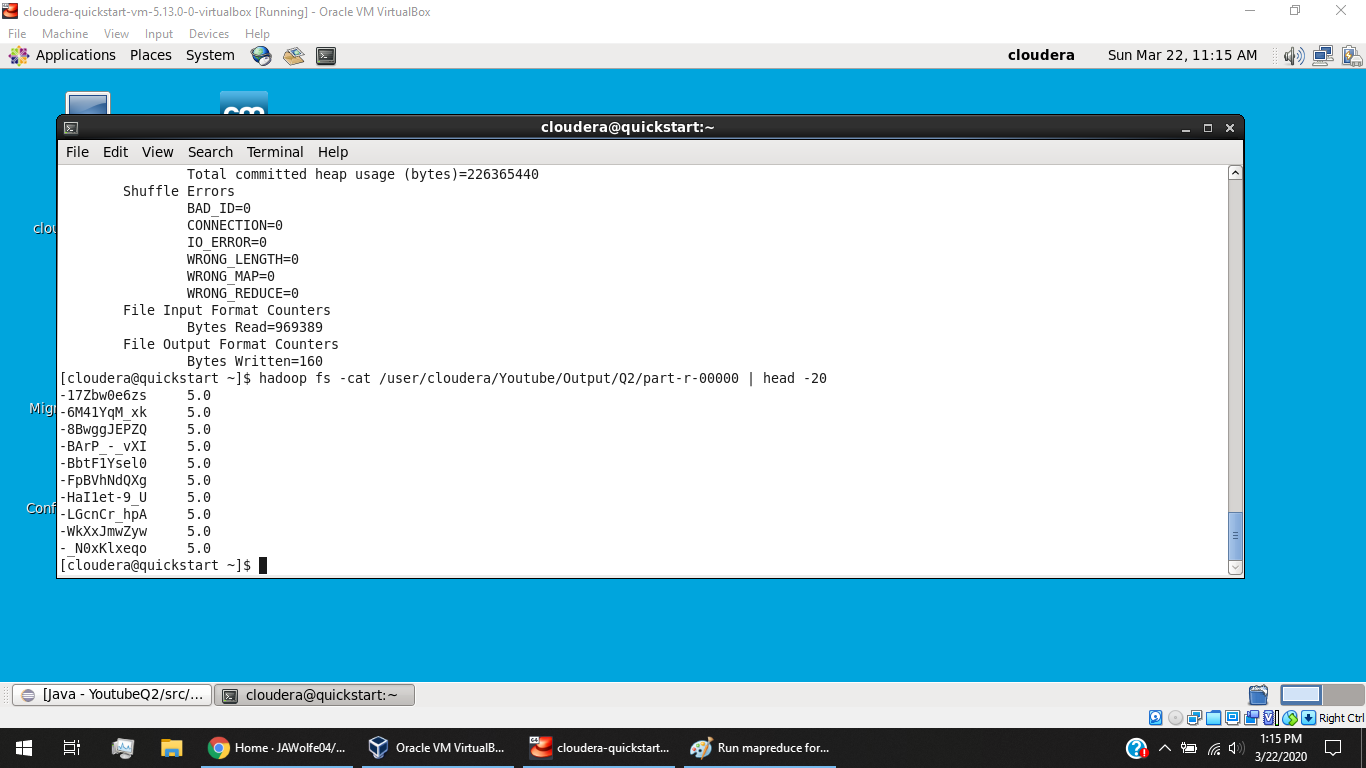 cloudera-quickstart-vm-5.13.0-0-virtualbox [Running] - Oracle VM VirtualBox
File Machine View Input Devices Help
Applications Places System cloudera Sun Mar 22, 11:15 AM
cloudera@quickstart:~
File Edit View Search Terminal Help
Total committed heap usage (bytes)=226365440
Shuffle Errors
BAD_ID=0
CONNECTION=0
IO_ERROR=0
WRONG_LENGTH=0
WRONG_MAP=0
WRONG_REDUCE=0
File Input Format Counters
Bytes Read=969389
File Output Format Counters
Bytes Written=160
[cloudera@quickstart ~]$ hadoop fs -cat /user/cloudera/Youtube/Output/Q2/part-r-00000 | head -20
-17Zbw0e6zs 5.0
-6M41YqM_xk 5.0
-8BwggJEPZQ 5.0
-BArP_-_vXI 5.0
-BbtF1Ysel0 5.0
-FpBVhNdQXg 5.0
-HaI1et-9_U 5.0
-LGcnCr_hpA 5.0
-WkXxJmwZyw 5.0
-_N0xKlxeqo 5.0
[cloudera@quickstart ~]$
clou
Migr
Conf
[Java - YoutubeQ2/src/... cloudera@quickstart:~
Right Ctrl
Home · JAWolfe04/... Oracle VM VirtualB... cloudera-quickstart... Run mapreduce for...
1:15 PM
3/22/2020